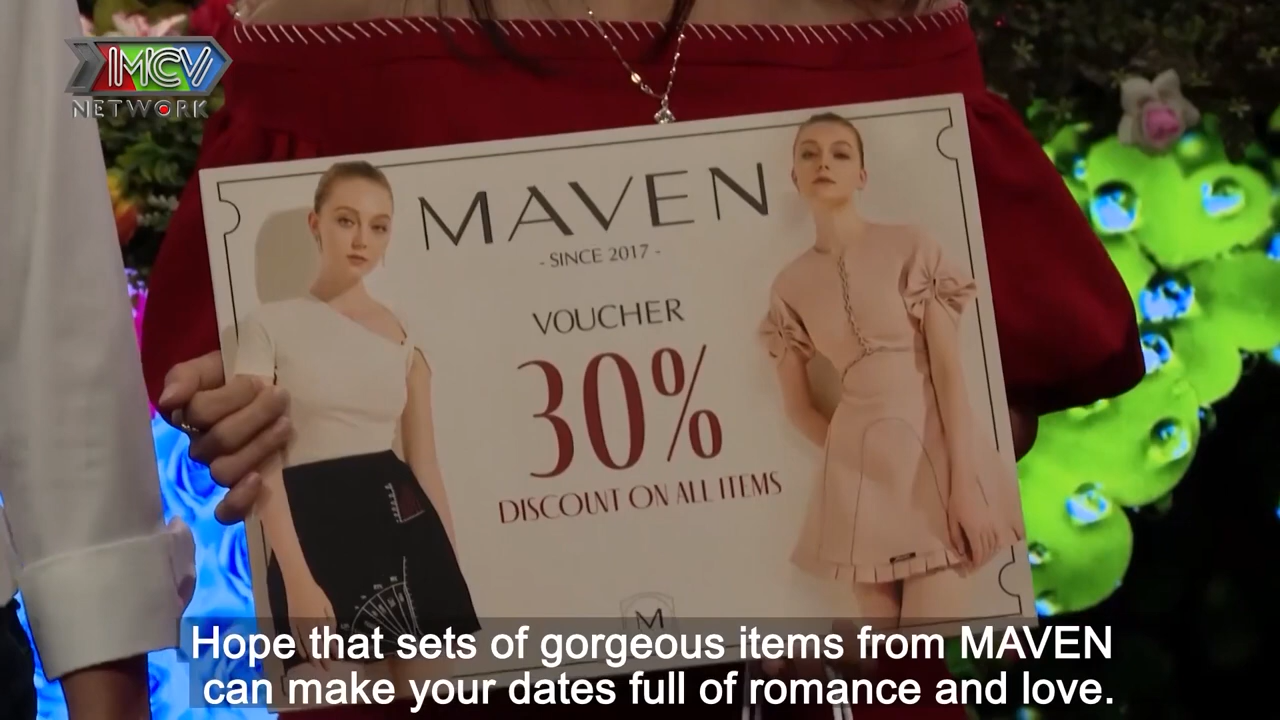 MCV
NETWORK
MAVEN
- SINCE 2017 -
VOUCHER
30%
DISCOUNT ON ALL ITEMS
M
Hope that sets of gorgeous items from MAVEN
can make your dates full of romance and love.